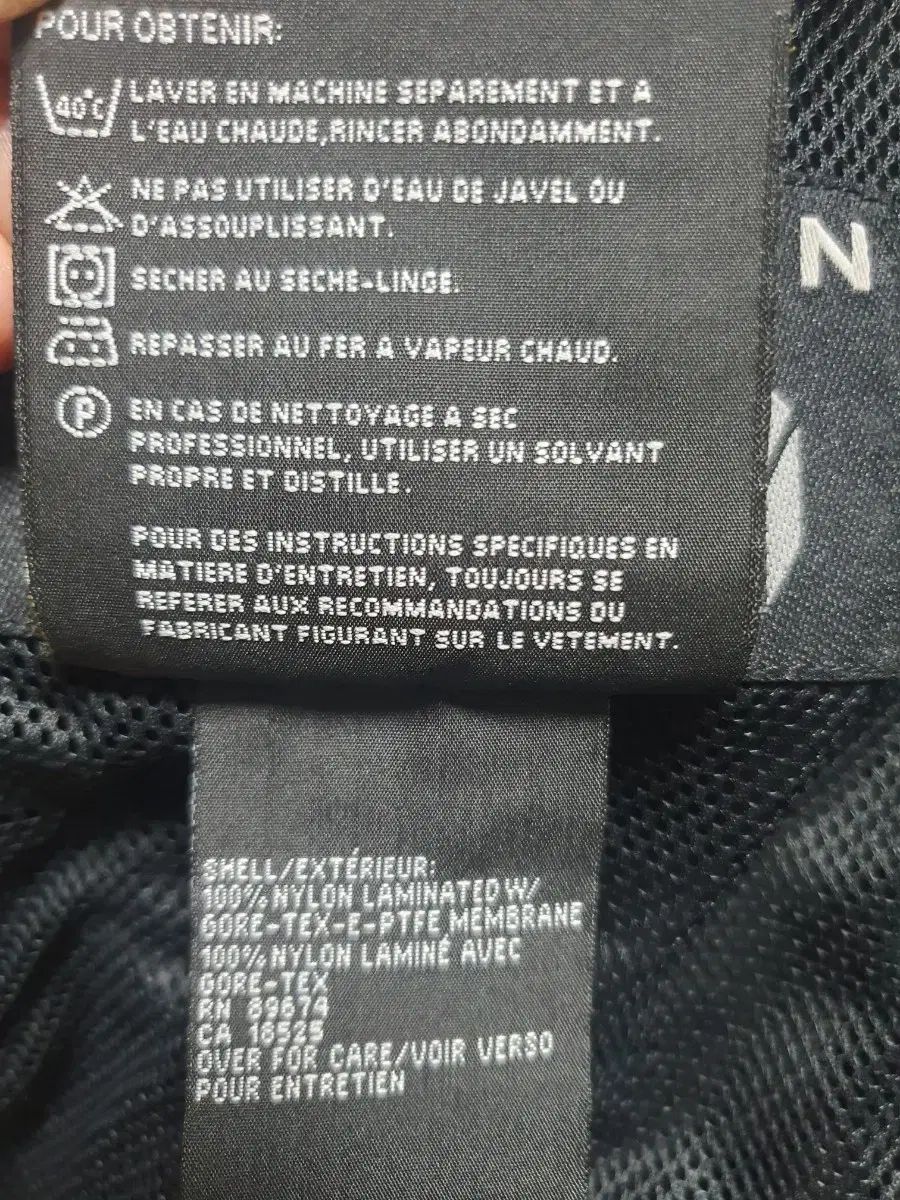 POUR OBTENIR:
40°C LAVER EN MACHINE SEPAREMENT ET A
L'EAU CHAUDE,RINCER ABONDAMMENT.
NE PAS UTILISER D'EAU DE JAVEL OU
D'ASSOUPLISSANT.
SECHER AU SECHE-LINGE.
REPASSER AU FER A VAPEUR CHAUD.
P EN CAS DE NETTOYAGE A SEC
PROFESSIONNEL, UTILISER UN SOLVANT
PROPRE ET DISTILLE.
POUR DES INSTRUCTIONS SPECIFIQUES EN
MATIERE D'ENTRETIEN, TOUJOURS SE
REFERER AUX RECOMMANDATIONS DU
FABRICANT FIGURANT SUR LE VETEMENT.
N
SHELL/EXTÉRIEUR:
100% NYLON LAMINATED W/
GORE-TEX-E-PTFE MEMBRANE
100% NYLON LAMINÉ AVEC
GORE-TEX
RN 89679
CA 16525
OVER FOR CARE/VOIR VERSO
POUR ENTRETIEN